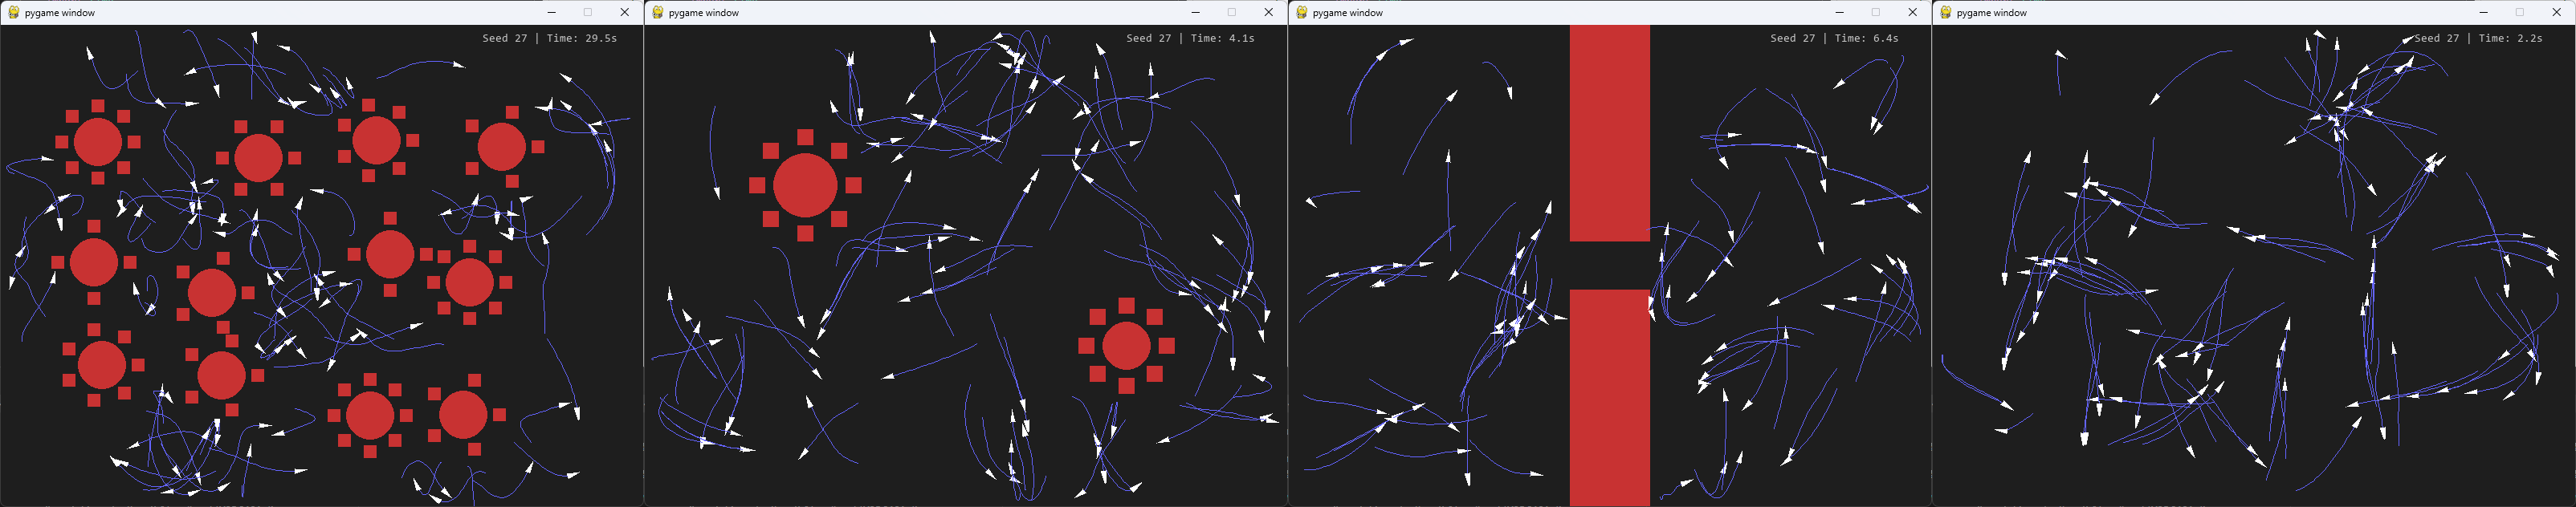 pygame window
Seed 27 | Time: 29.5s
pygame window
Seed 27 | Time: 4.1s
pygame window
Seed 27 | Time: 6.4s
pygame window
Seed 27 | Time: 2.2s